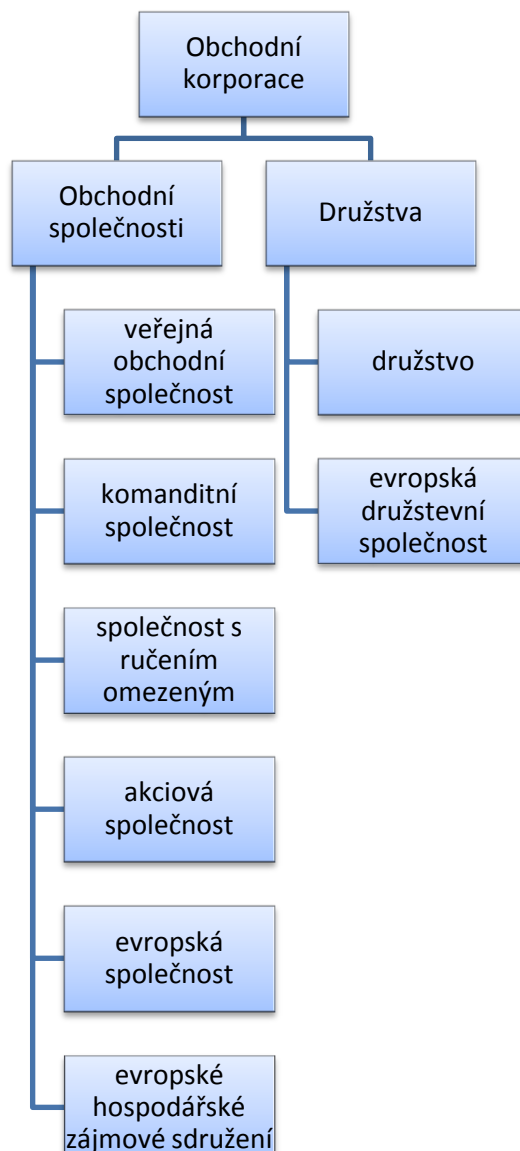 Obchodní
korporace
Obchodní
společnosti
Družstva
veřejná
obchodní
společnost
družstvo
komanditní
společnost
evropská
družstevní
společnost
společnost s
ručením
omezeným
akciová
společnost
evropská
společnost
evropské
hospodářské
zájmové sdružení